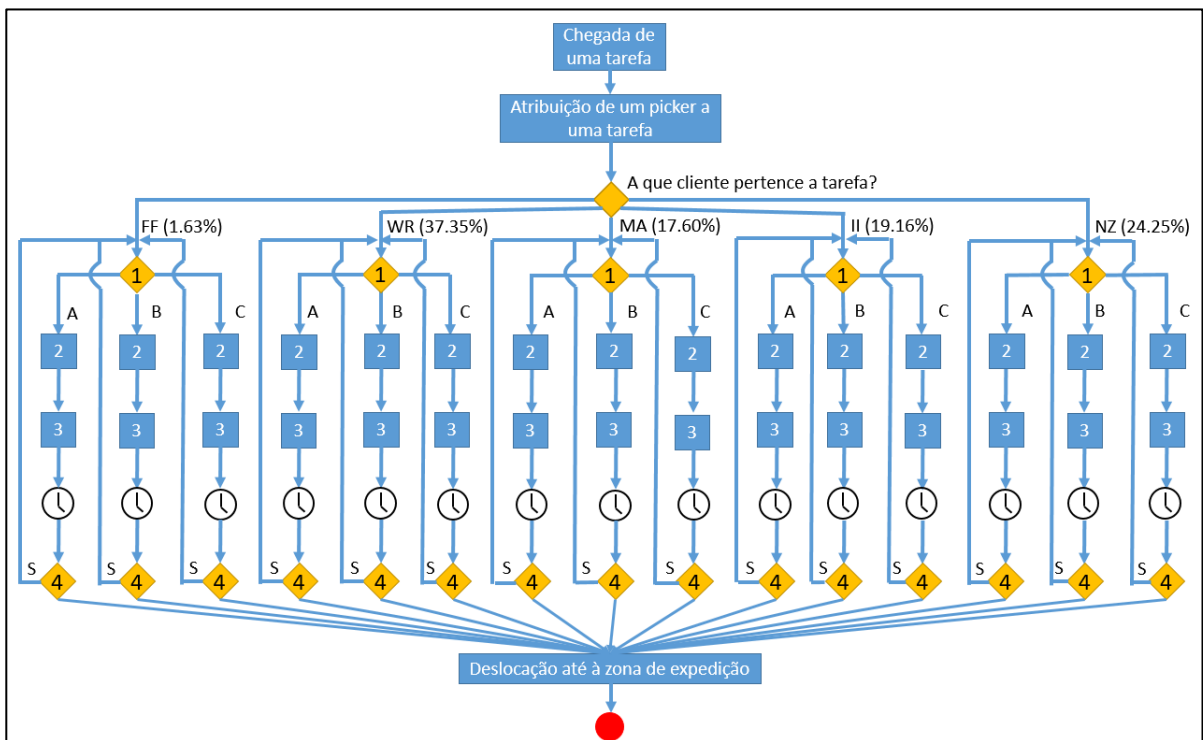 Chegada de
uma tarefa
Atribuição de um picker a
uma tarefa
A que cliente pertence a tarefa?
FF (1.63%)
WR (37.35%)
MA (17.60%)
II (19.16%)
NZ (24.25%)
1 1 1 1 1
A B C A B C A B C A B C A B C
2 2 2 2 2 2 2 2 2 2 2 2 2 2 2
3 3 3 3 3 3 3 3 3 3 3 3 3 3 3
S S S S S S S S S S S S S S S
4 4 4 4 4 4 4 4 4 4 4 4 4 4 4
Deslocação até à zona de expedição